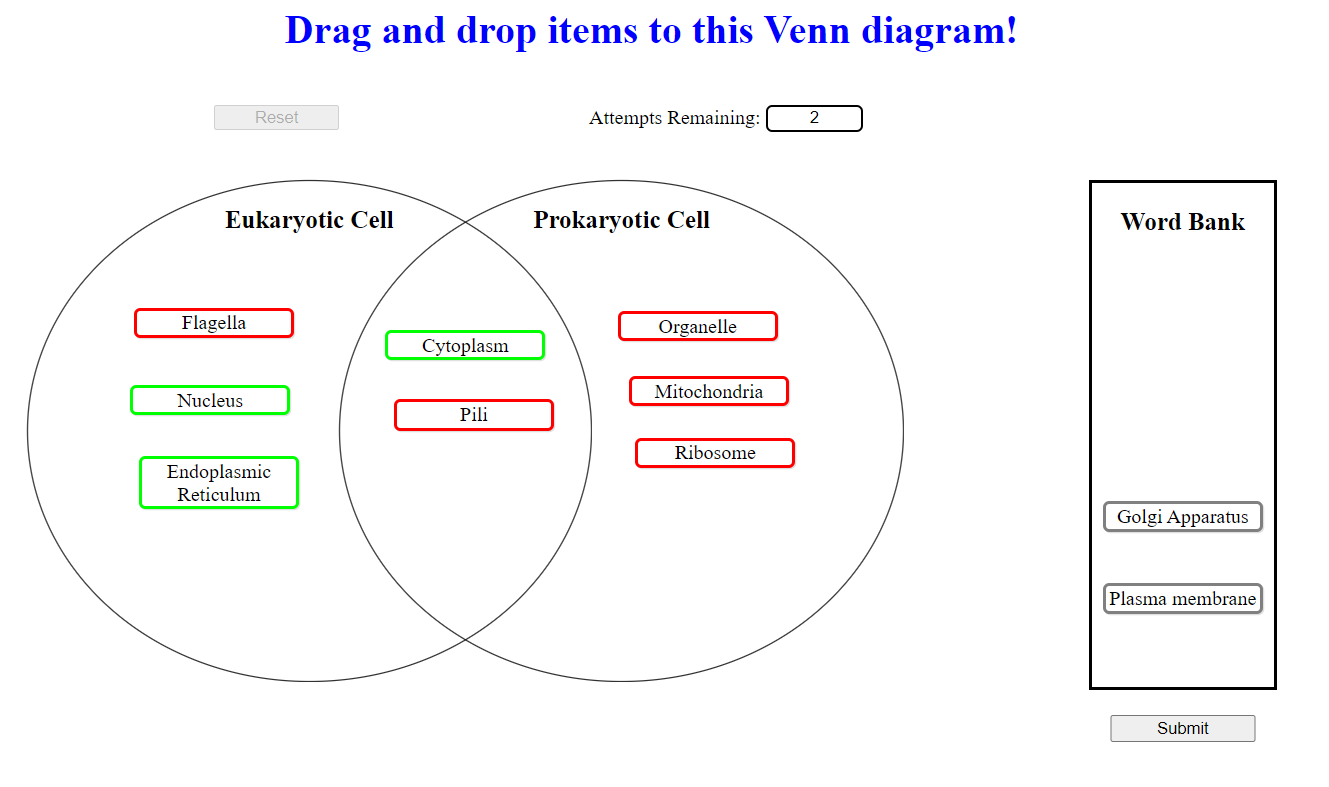 Drag and drop items to this Venn diagram!
Reset
Attempts Remaining: 2
Eukaryotic Cell
Prokaryotic Cell
Word Bank
Flagella
Nucleus
Endoplasmic
Reticulum
Cytoplasm
Pili
Organelle
Mitochondria
Ribosome
Golgi Apparatus
Plasma membrane
Submit